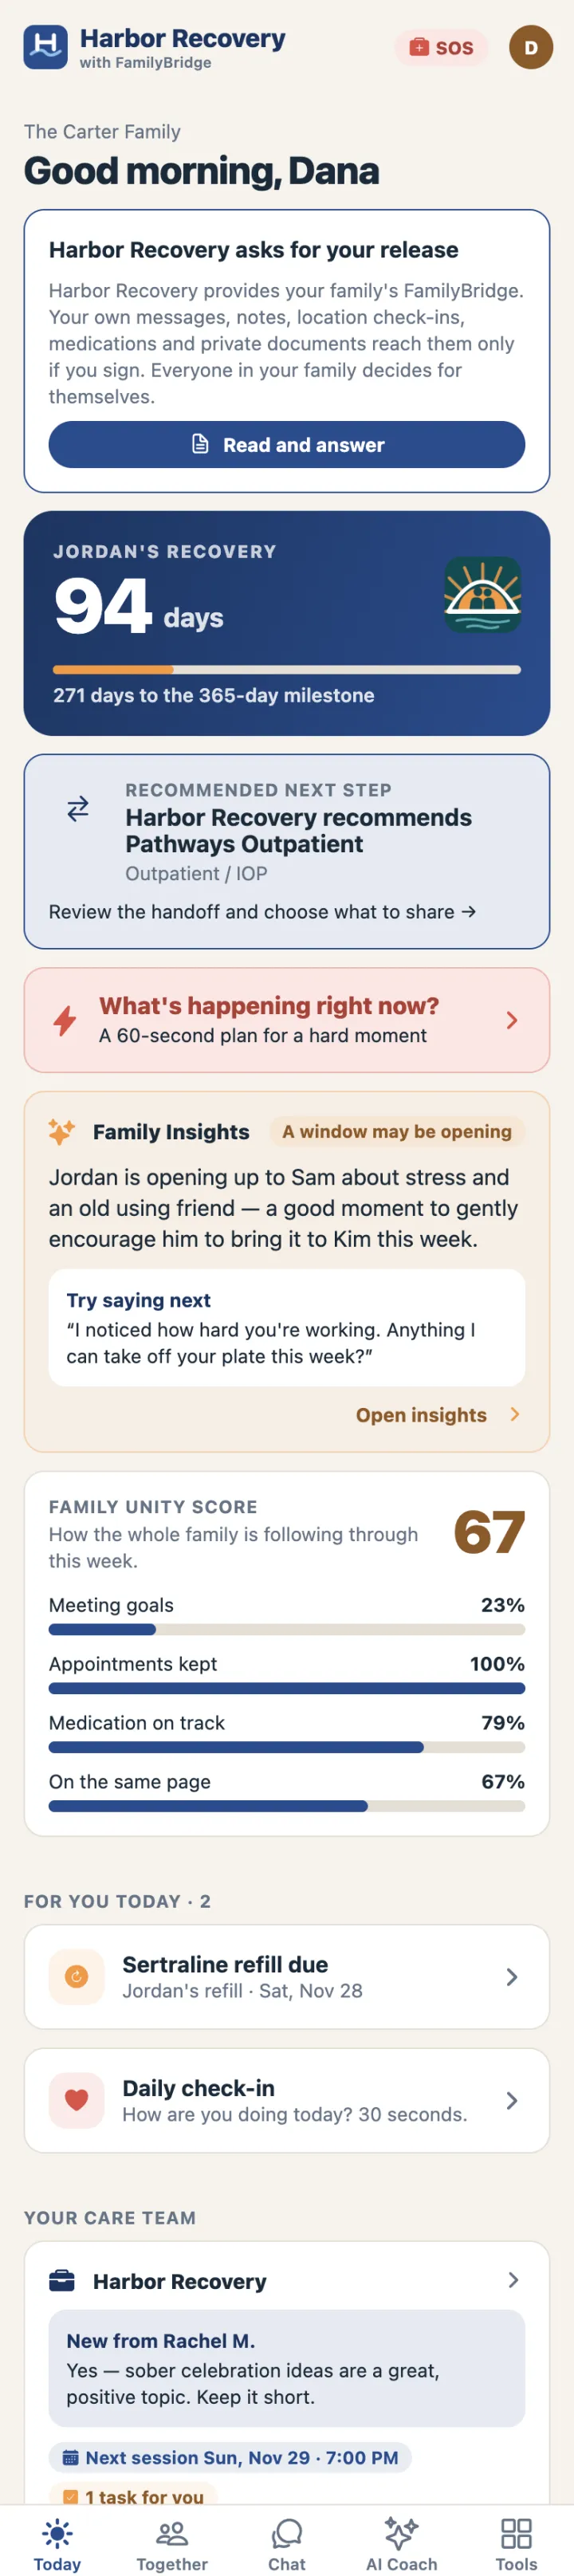 Harbor Recovery
with FamilyBridge
SOS
D
The Carter Family
Good morning, Dana
Harbor Recovery asks for your release
Harbor Recovery provides your family's FamilyBridge.
Your own messages, notes, location check-ins,
medications and private documents reach them only
if you sign. Everyone in your family decides for
themselves.
Read and answer
JORDAN'S RECOVERY
94 days
271 days to the 365-day milestone
RECOMMENDED NEXT STEP
Harbor Recovery recommends
Pathways Outpatient
Outpatient / IOP
Review the handoff and choose what to share →
What's happening right now?
A 60-second plan for a hard moment
Family Insights
A window may be opening
Jordan is opening up to Sam about stress and
an old using friend — a good moment to gently
encourage him to bring it to Kim this week.
Try saying next
“I noticed how hard you're working. Anything I
can take off your plate this week?”
Open insights
FAMILY UNITY SCORE
How the whole family is following through
this week.
67
Meeting goals 23%
Appointments kept 100%
Medication on track 79%
On the same page 67%
FOR YOU TODAY · 2
Sertraline refill due
Jordan's refill · Sat, Nov 28
Daily check-in
How are you doing today? 30 seconds.
YOUR CARE TEAM
Harbor Recovery
New from Rachel M.
Yes — sober celebration ideas are a great,
positive topic. Keep it short.
Next session Sun, Nov 29 · 7:00 PM
1 task for you
Today
Together
Chat
AI Coach
Tools